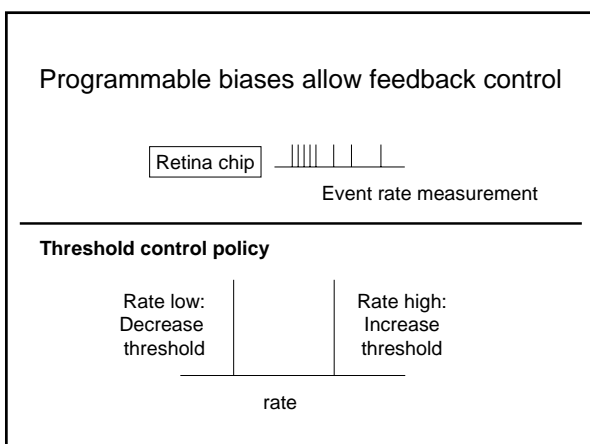 Programmable biases allow feedback control
Retina chip
Event rate measurement
Threshold control policy
Rate low:
Decrease
threshold
Rate high:
Increase
threshold
rate